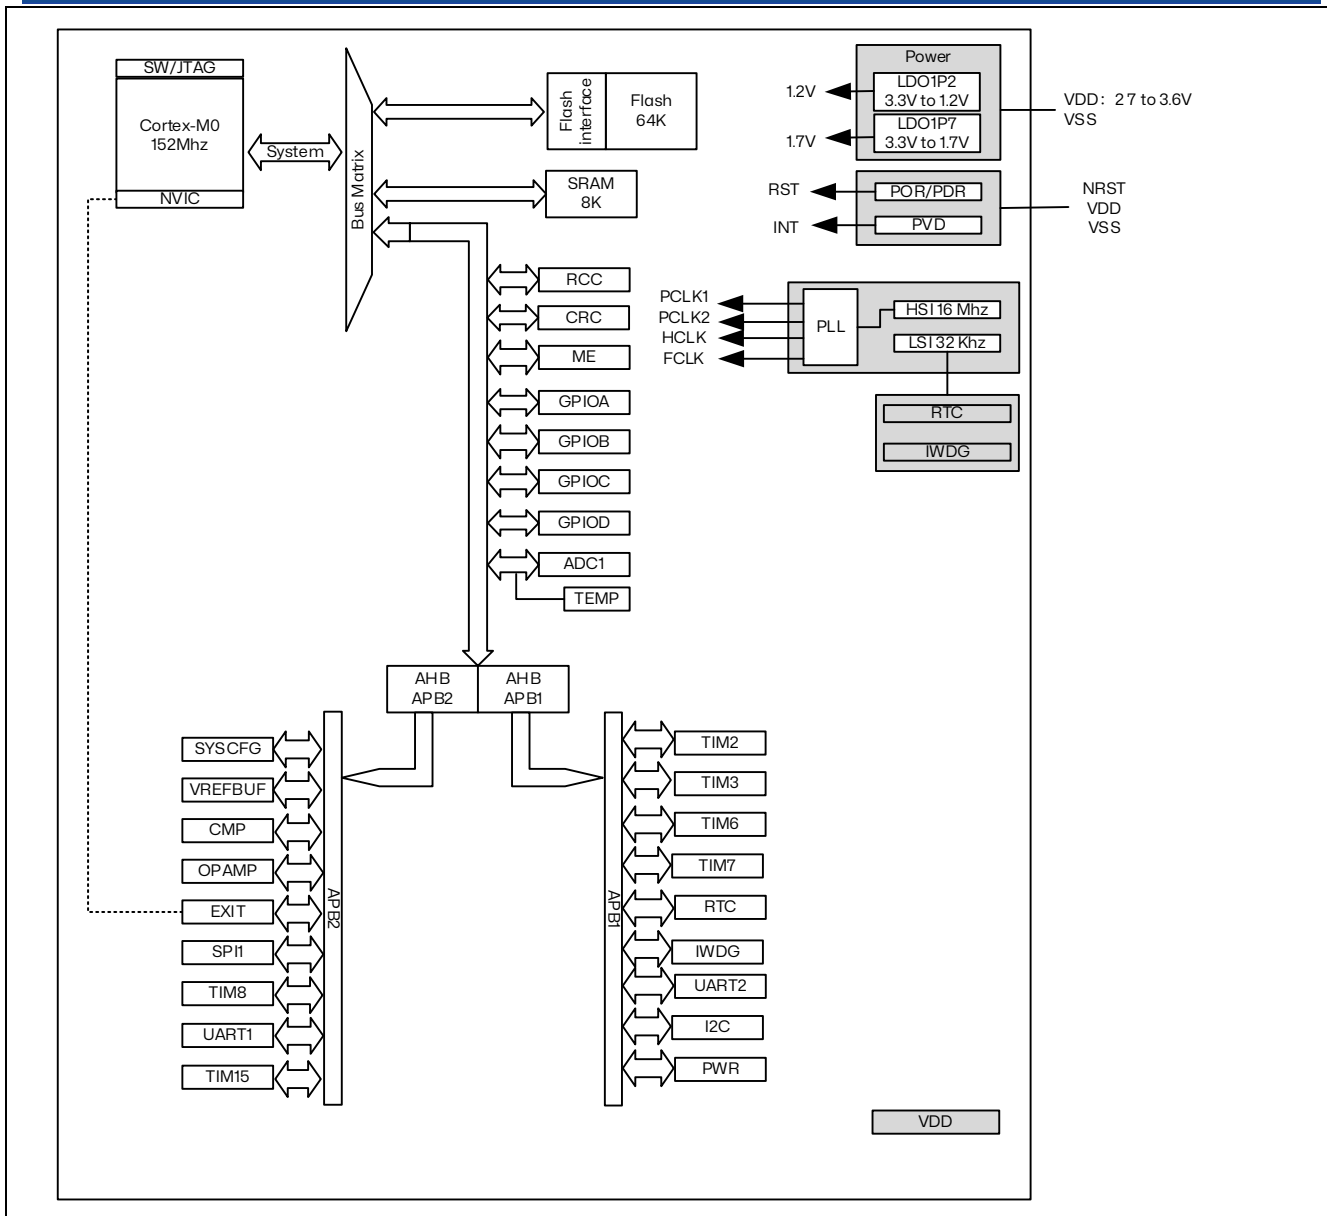 SW/JTAG
Cortex-M0
152Mhz
NVIC
System
Bus Matrix
Flash
interface
Flash
64K
SRAM
8K
RCC
CRC
ME
GPIOA
GPIOB
GPIOC
GPIOD
ADC1
TEMP
Power
LDO1P2
3.3V to 1.2V
LDO1P7
3.3V to 1.7V
1.2V
1.7V
VDD: 2 7 to 3.6V
VSS
RST
INT
POR/PDR
PVD
NRST
VDD
VSS
PCLK1
PCLK2
HCLK
FCLK
PLL
HSI 16 Mhz
LSI 32 Khz
RTC
IWDG
AHB
APB2
AHB
APB1
SYSCFG
VREFBUF
CMP
OPAMP
EXIT
SPI1
TIM8
UART1
TIM15
APB2
APB1
TIM2
TIM3
TIM6
TIM7
RTC
IWDG
UART2
I2C
PWR
VDD